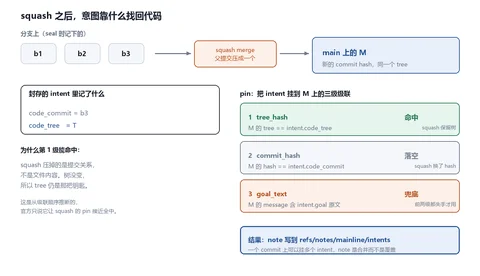 squash 之后，意图靠什么找回代码
分支上（seal 时记下的）
b1
b2
b3
squash merge
父提交压成一个
main 上的 M
新的 commit hash，同一个 tree
封存的 intent 里记了什么
code_commit = b3
code_tree = T
为什么第 1 级能命中：
squash 压掉的是提交关系，
不是文件内容。树没变，
所以 tree 仍是那把钥匙。
pin：把 intent 挂到 M 上的三级级联
1 tree_hash
命中
M 的 tree == intent.code_tree
squash 保留树
2 commit_hash
落空
M 的 hash == intent.code_commit
squash 换了 hash
3 goal_text
兜底
M 的 message 含 intent.goal 原文
前两级都失手才用
结果：note 写到 refs/notes/mainline/intents
一个 commit 上可以挂多个 intent，note 是合并而不是覆盖